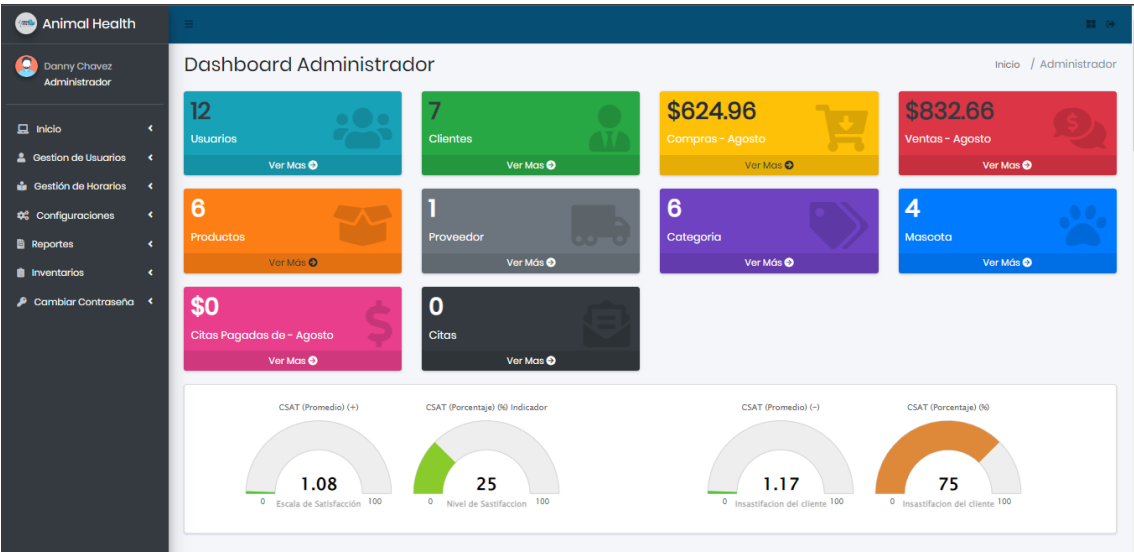 Animal Health
Danny Chavez
Administrador
Inicio
Gestion de Usuarios
Gestión de Horarios
Configuraciones
Reportes
Inventarios
Cambiar Contraseña
Dashboard Administrador
Inicio / Administrador
12
Usuarios
Ver Mas
7
Clientes
Ver Mas
$624.96
Compras - Agosto
Ver Mas
$832.66
Ventas - Agosto
Ver Mas
6
Productos
Ver Más
1
Proveedor
Ver Más
6
Categoria
Ver Más
4
Mascota
Ver Más
$0
Citas Pagadas de - Agosto
Ver Mas
0
Citas
Ver Mas
CSAT (Promedio) (+)
1.08
0 Escala de Satisfacción 100
CSAT (Porcentaje) (%) Indicador
25
0 Nivel de Sastifaccion 100
CSAT (Promedio) (-)
1.17
0 Insastifacion del cliente 100
CSAT (Porcentaje) (%)
75
0 Insastifacion del cliente 100